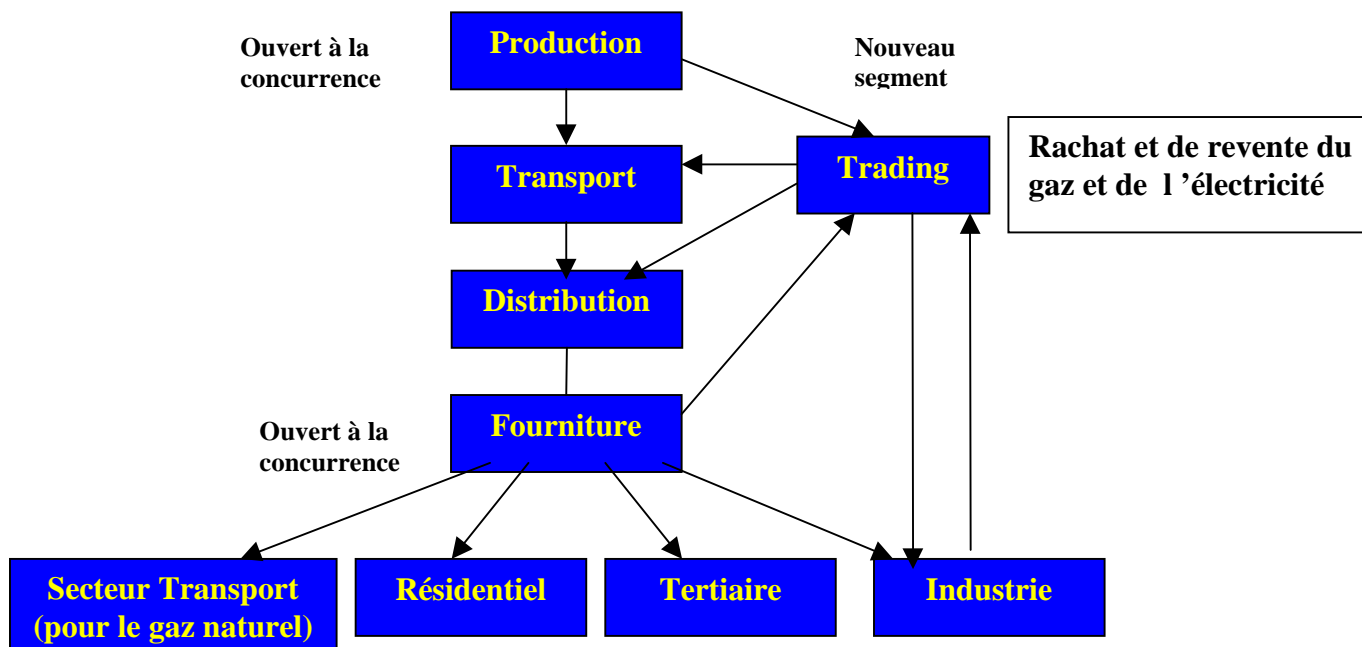 Ouvert à la
concurrence
Production
Nouveau
segment
Transport
Trading
Rachat et de revente du
gaz et de l ’électricité
Distribution
Ouvert à la
concurrence
Fourniture
Secteur Transport
(pour le gaz naturel)
Résidentiel
Tertiaire
Industrie